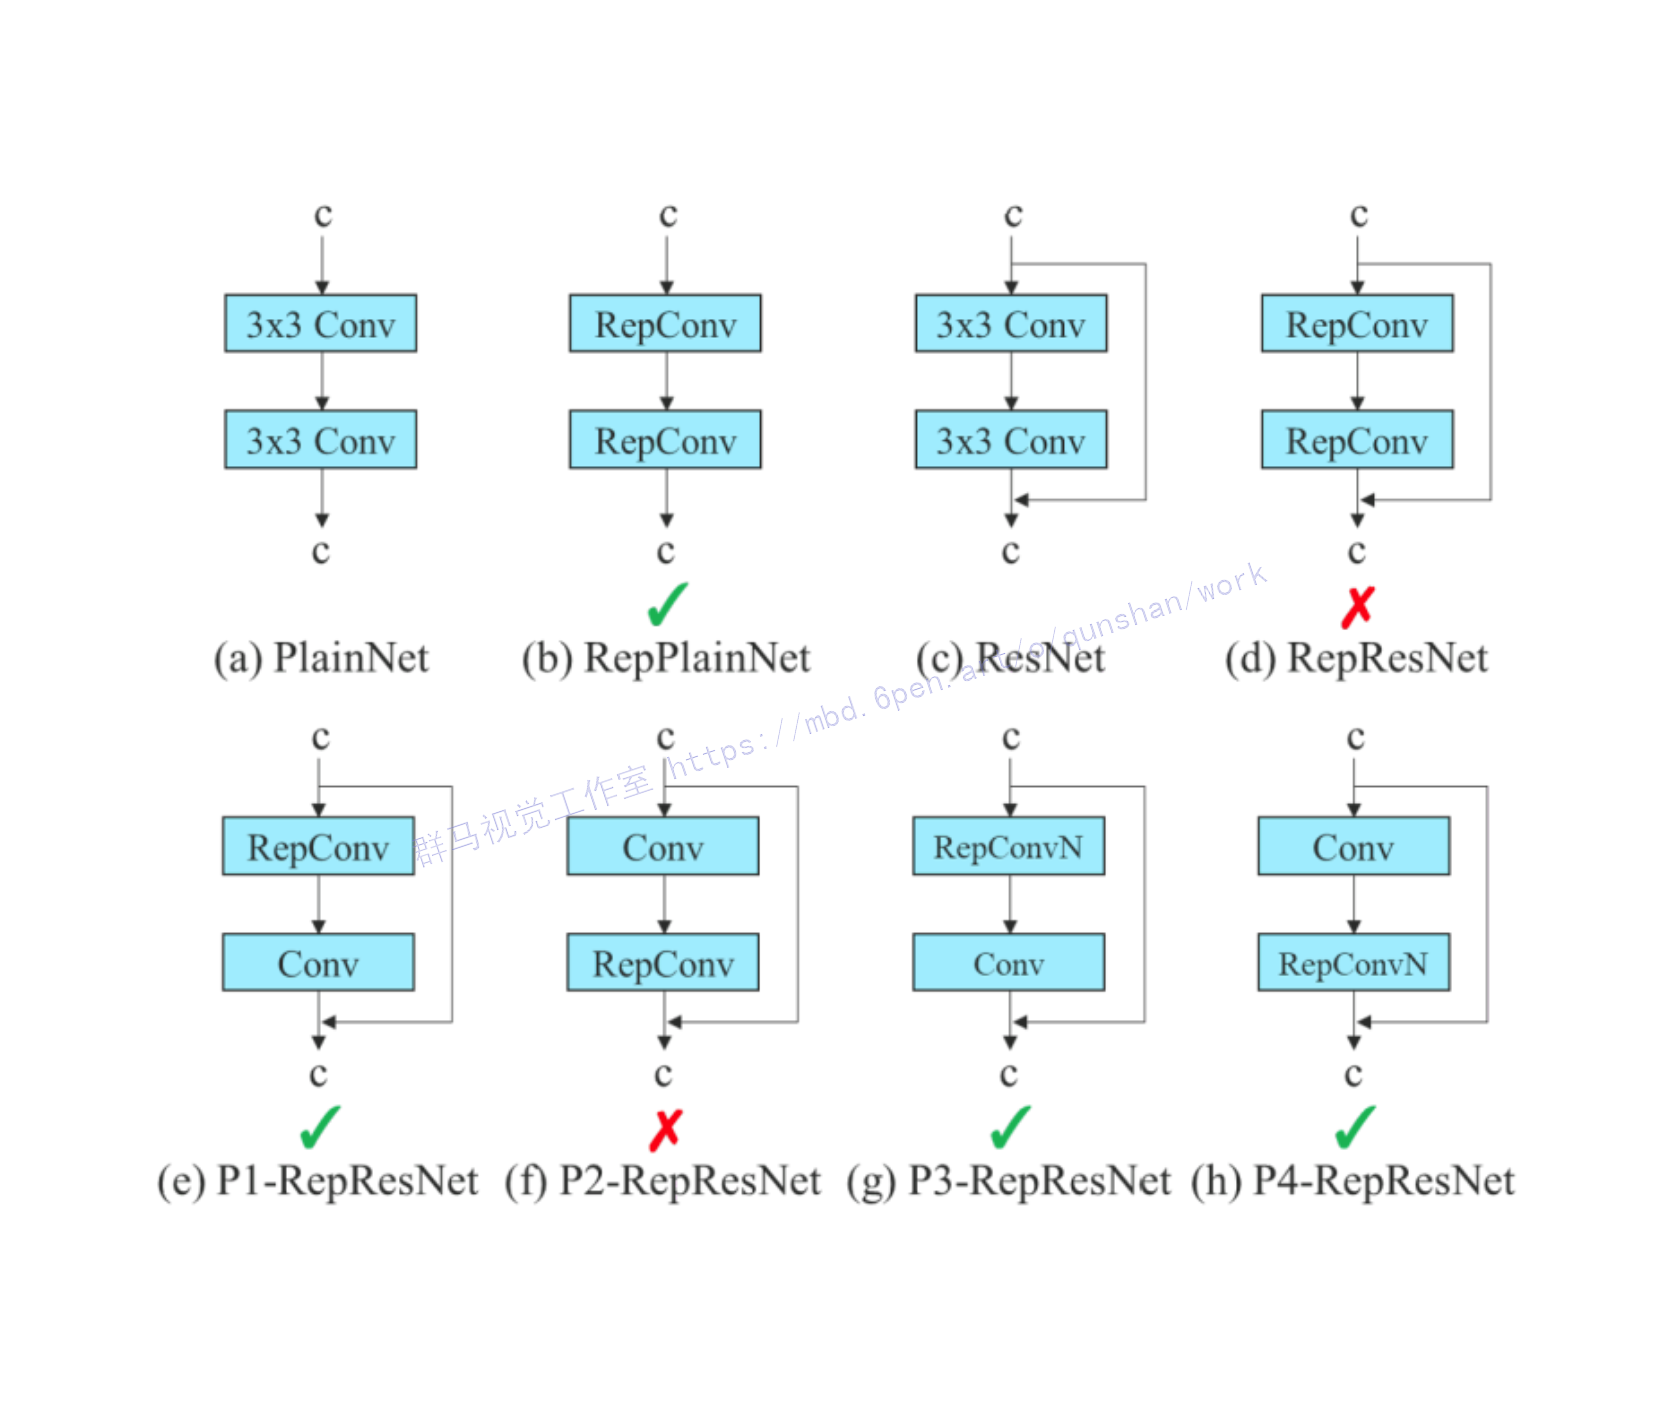 c c c c
3x3 Conv RepConv 3x3 Conv RepConv
3x3 Conv RepConv 3x3 Conv RepConv
c c c c
(a) PlainNet (b) RepPlainNet (c) ResNet (d) RepResNet
群马视觉工作室 https://mbd.6pen.art/o/qunshan/work
c c c c
RepConv Conv RepConvN Conv
Conv RepConv Conv RepConvN
c c c c
(e) P1-RepResNet (f) P2-RepResNet (g) P3-RepResNet (h) P4-RepResNet